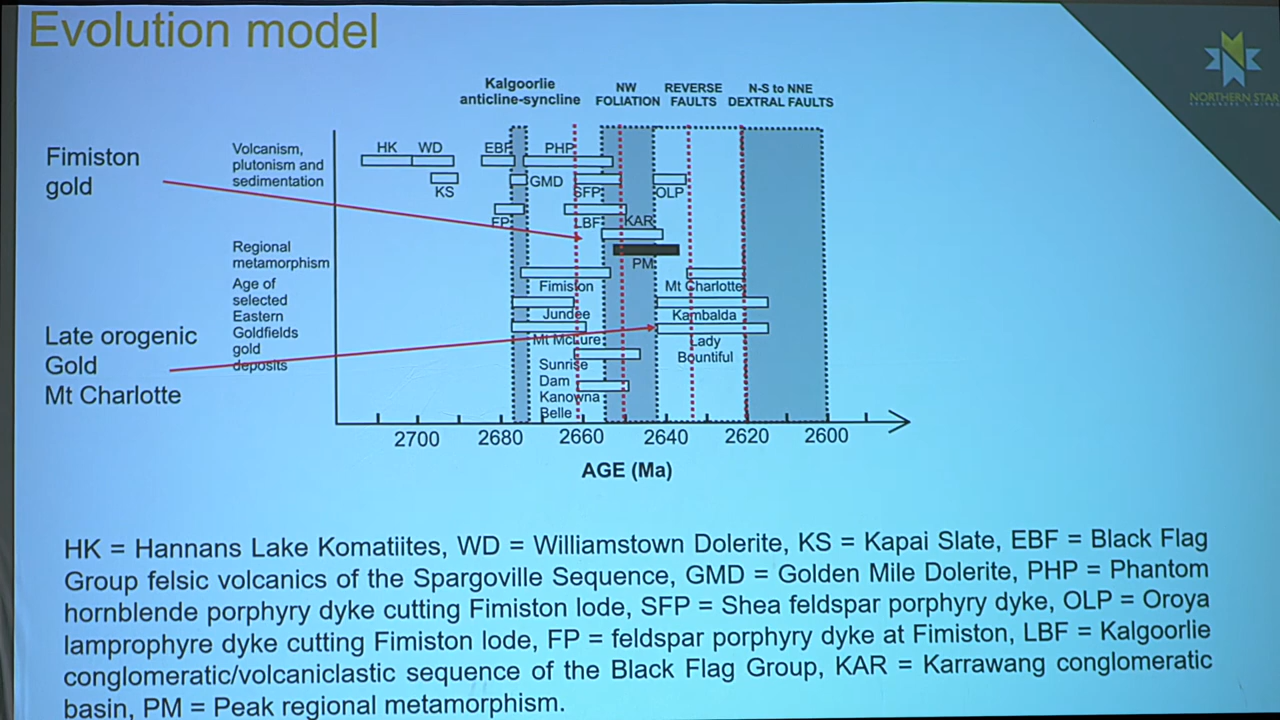 Evolution model
NORTHERN STAR
Kalgoorlie
anticline-syncline
NW
FOLIATION
REVERSE
FAULTS
N-S to NNE
DEXTRAL FAULTS
Fimiston
gold
Volcanism,
plutonism and
sedimentation
HK
WD
EBF
PHP
KS
GMD
SFP
OLP
FP
LBF
KAR
Regional
metamorphism
PM
Age of
selected
Eastern
Goldfields
gold
deposits
Fimiston
Mt Charlotte
Jundee
Kambalda
Mt McLure
Lady
Bountiful
Sunrise
Dam
Kanowna
Belle
Late orogenic
Gold
Mt Charlotte
2700
2680
2660
2640
2620
2600
AGE (Ma)
HK = Hannans Lake Komatiites, WD = Williamstown Dolerite, KS = Kapai Slate, EBF = Black Flag
Group felsic volcanics of the Spargoville Sequence, GMD = Golden Mile Dolerite, PHP = Phantom
hornblende porphyry dyke cutting Fimiston lode, SFP = Shea feldspar porphyry dyke, OLP = Oroya
lamprophyre dyke cutting Fimiston lode, FP = feldspar porphyry dyke at Fimiston, LBF = Kalgoorlie
conglomeratic/volcaniclastic sequence of the Black Flag Group, KAR = Karrawang conglomeratic
basin, PM = Peak regional metamorphism.